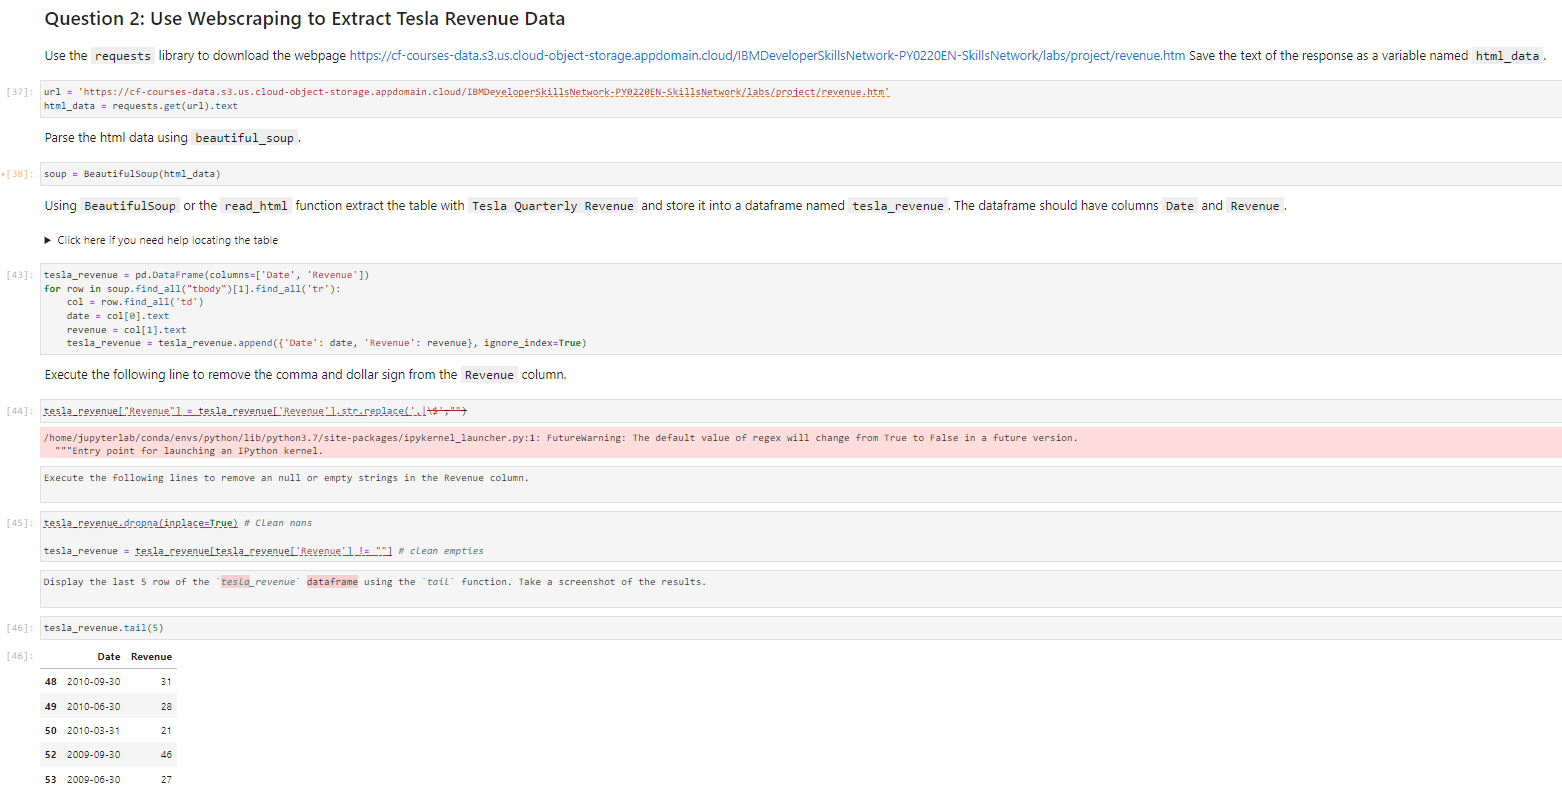 Question 2: Use Webscraping to Extract Tesla Revenue Data
Use the requests library to download the webpage https://cf-courses-data.s3.us.cloud-object-storage.appdomain.cloud/IBMDeveloperSkillsNetwork-PY0220EN-SkillsNetwork/labs/project/revenue.htm Save the text of the response as a variable named html_data.
[37]: url = 'https://cf-courses-data.s3.us.cloud-object-storage.appdomain.cloud/IBMDeveloperSkillsNetwork-PY0220EN-SkillsNetwork/labs/project/revenue.htm'
html_data = requests.get(url).text
Parse the html data using beautiful_soup.
[38]: soup = BeautifulSoup(html_data)
Using BeautifulSoup or the read_html function extract the table with Tesla Quarterly Revenue and store it into a dataframe named tesla_revenue. The dataframe should have columns Date and Revenue.
▶ Click here if you need help locating the table
[43]: tesla_revenue = pd.DataFrame(columns=['Date', 'Revenue'])
for row in soup.find_all("tbody")[1].find_all('tr'):
    col = row.find_all('td')
    date = col[0].text
    revenue = col[1].text
    tesla_revenue = tesla_revenue.append({'Date': date, 'Revenue': revenue}, ignore_index=True)
Execute the following line to remove the comma and dollar sign from the Revenue column.
[44]: tesla_revenue["Revenue"] = tesla_revenue['Revenue'].str.replace(',|\$',"")
/home/jupyterlab/conda/envs/python/lib/python3.7/site-packages/ipykernel_launcher.py:1: FutureWarning: The default value of regex will change from True to False in a future version.
  """Entry point for launching an IPython kernel.
Execute the following lines to remove an null or empty strings in the Revenue column.
[45]: tesla_revenue.dropna(inplace=True) # Clean nans
tesla_revenue = tesla_revenue[tesla_revenue['Revenue'] != ""] # clean empties
Display the last 5 row of the `tesla_revenue` dataframe using the `tail` function. Take a screenshot of the results.
[46]: tesla_revenue.tail(5)
[46]: Date Revenue
48 2010-09-30 31
49 2010-06-30 28
50 2010-03-31 21
52 2009-09-30 46
53 2009-06-30 27